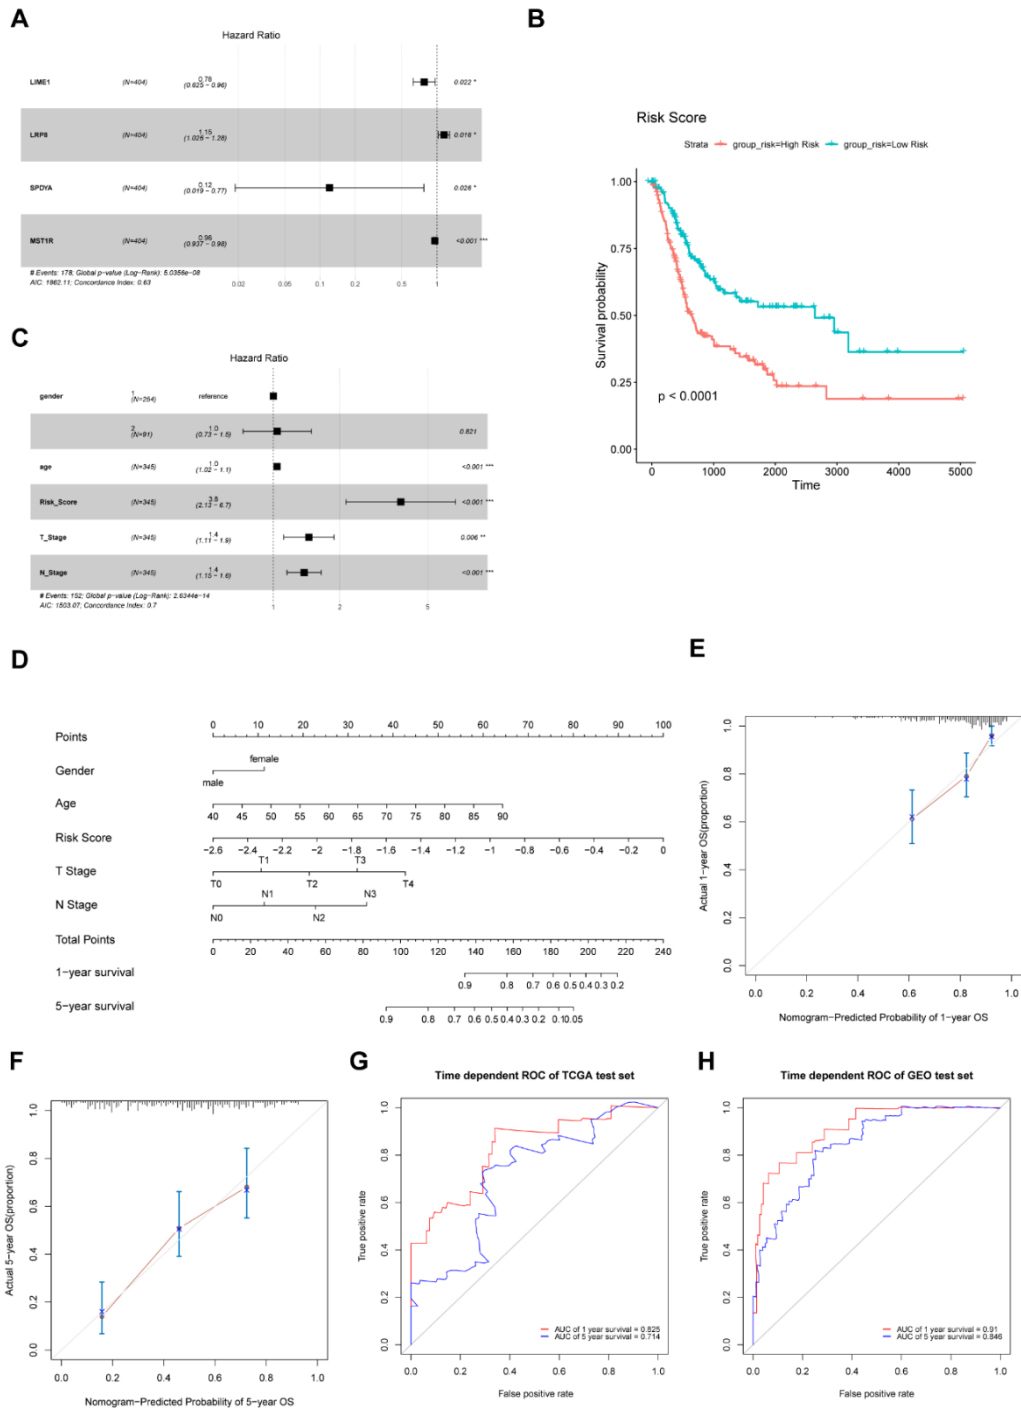 A
Hazard Ratio
LIME1 (N=404) 0.78 (0.625 − 0.96) 0.022 *
(N=404) 1.15 (1.026 − 1.28) 0.016 *
SPDYA (N=404) 0.12 (0.019 − 0.77) 0.026 *
MST1R (N=404) 0.96 (0.937 − 0.98) <0.001 ***
# Events: 178; Global p−value (Log−Rank): 5.0356e−08
AIC: 1862.11; Concordance Index: 0.63
0.02 0.05 0.1 0.2 0.5 1
B
Risk Score
Strata group_risk=High Risk group_risk=Low Risk
Survival probability
1.00
0.75
0.50
0.25
0.00
p < 0.0001
0 1000 2000 3000 4000 5000
Time
C
Hazard Ratio
gender 1 (N=254) reference
2 (N=91) 1.0 (0.73 − 1.5) 0.821
age (N=345) 1.0 (1.02 − 1.1) <0.001 ***
Risk_Score (N=345) 3.8 (2.13 − 6.7) <0.001 ***
T_Stage (N=345) 1.4 (1.11 − 1.9) 0.006 **
N_Stage (N=345) 1.4 (1.15 − 1.6) <0.001 ***
# Events: 152; Global p−value (Log−Rank): 2.6344e−14
AIC: 1503.07; Concordance Index: 0.7
1 2 5
D
Points 0 10 20 30 40 50 60 70 80 90 100
Gender male female
Age 40 45 50 55 60 65 70 75 80 85 90
Risk Score −2.6 −2.4 −2.2 −2 −1.8 −1.6 −1.4 −1.2 −1 −0.8 −0.6 −0.4 −0.2 0
T Stage T0 T1 T2 T3 T4
N Stage N0 N1 N2 N3
Total Points 0 20 40 60 80 100 120 140 160 180 200 220 240
1−year survival 0.9 0.8 0.7 0.6 0.5 0.4 0.3 0.2
5−year survival 0.9 0.8 0.7 0.6 0.5 0.4 0.3 0.2 0.10 0.05
E
Actual 1−year OS(proportion)
1.0
0.8
0.6
0.4
0.2
0.0
0.0 0.2 0.4 0.6 0.8 1.0
Nomogram−Predicted Probability of 1−year OS
F
Actual 5−year OS(proportion)
1.0
0.8
0.6
0.4
0.2
0.0
0.0 0.2 0.4 0.6 0.8 1.0
Nomogram−Predicted Probability of 5−year OS
G
Time dependent ROC of TCGA test set
True positive rate
1.0
0.8
0.6
0.4
0.2
0.0
AUC of 1 year survival = 0.825
AUC of 5 year survival = 0.714
0.0 0.2 0.4 0.6 0.8 1.0
False positive rate
H
Time dependent ROC of GEO test set
True positive rate
1.0
0.8
0.6
0.4
0.2
0.0
AUC of 1 year survival = 0.91
AUC of 5 year survival = 0.846
0.0 0.2 0.4 0.6 0.8 1.0
False positive rate